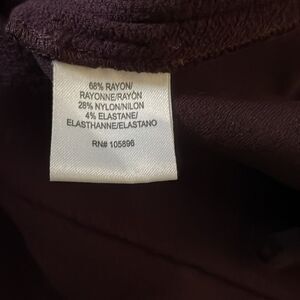 68% RAYON/
RAYONNE/RAYÓN
28% NYLON/NILON
4% ELASTANE/
ELASTHANNE/ELASTANO
RN# 105896